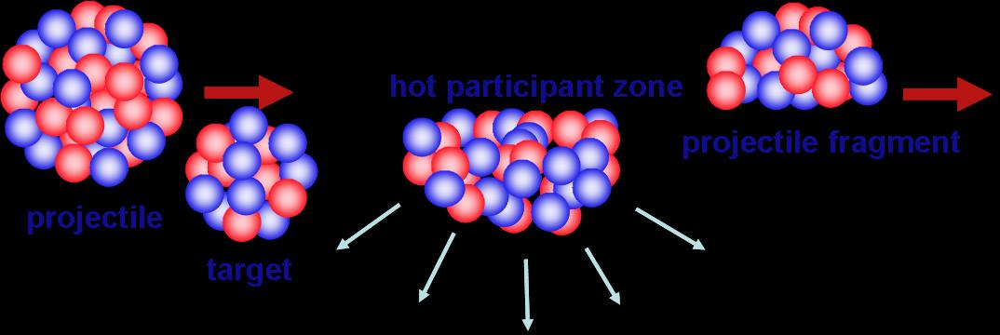 hot participant zone
projectile fragment
projectile
target